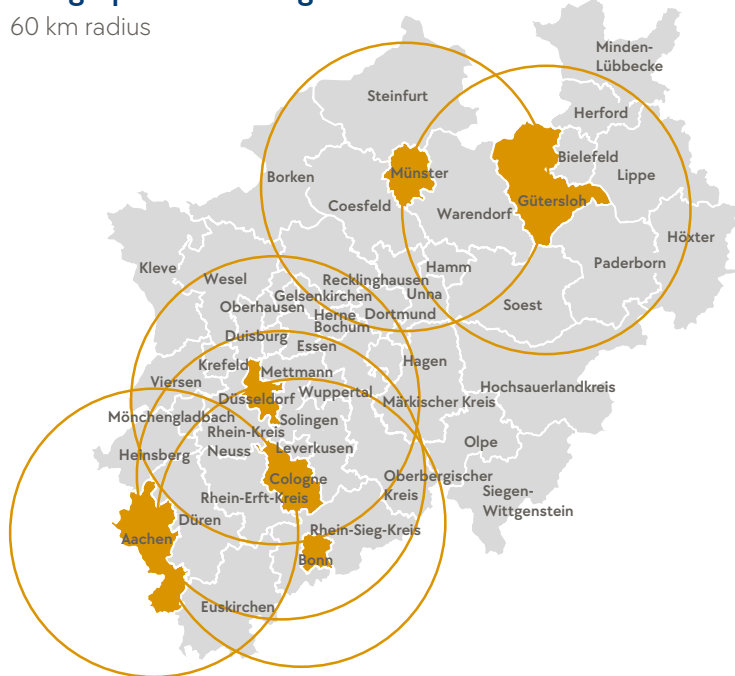 60 km radius
Minden-
Lübbecke
Steinfurt
Herford
Bielefeld
Münster
Lippe
Borken
Gütersloh
Coesfeld
Warendorf
Höxter
Kleve
Hamm
Paderborn
Wesel
Recklinghausen
Gelsenkirchen
Unna
Oberhausen
Herne
Dortmund
Soest
Bochum
Duisburg
Essen
Krefeld
Mettmann
Hagen
Viersen
Wuppertal
Hochsauerlandkreis
Düsseldorf
Märkischer Kreis
Mönchengladbach
Solingen
Rhein-Kreis
Neuss
Leverkusen
Olpe
Heinsberg
Cologne
Oberbergischer
Kreis
Rhein-Erft-Kreis
Siegen-
Wittgenstein
Düren
Rhein-Sieg-Kreis
Aachen
Bonn
Euskirchen